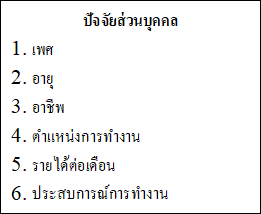 ปัจจัยส่วนบุคคล
1. เพศ
2. อายุ
3. อาชีพ
4. ตำแหน่งการทำงาน
5. รายได้ต่อเดือน
6. ประสบการณ์การทำงาน